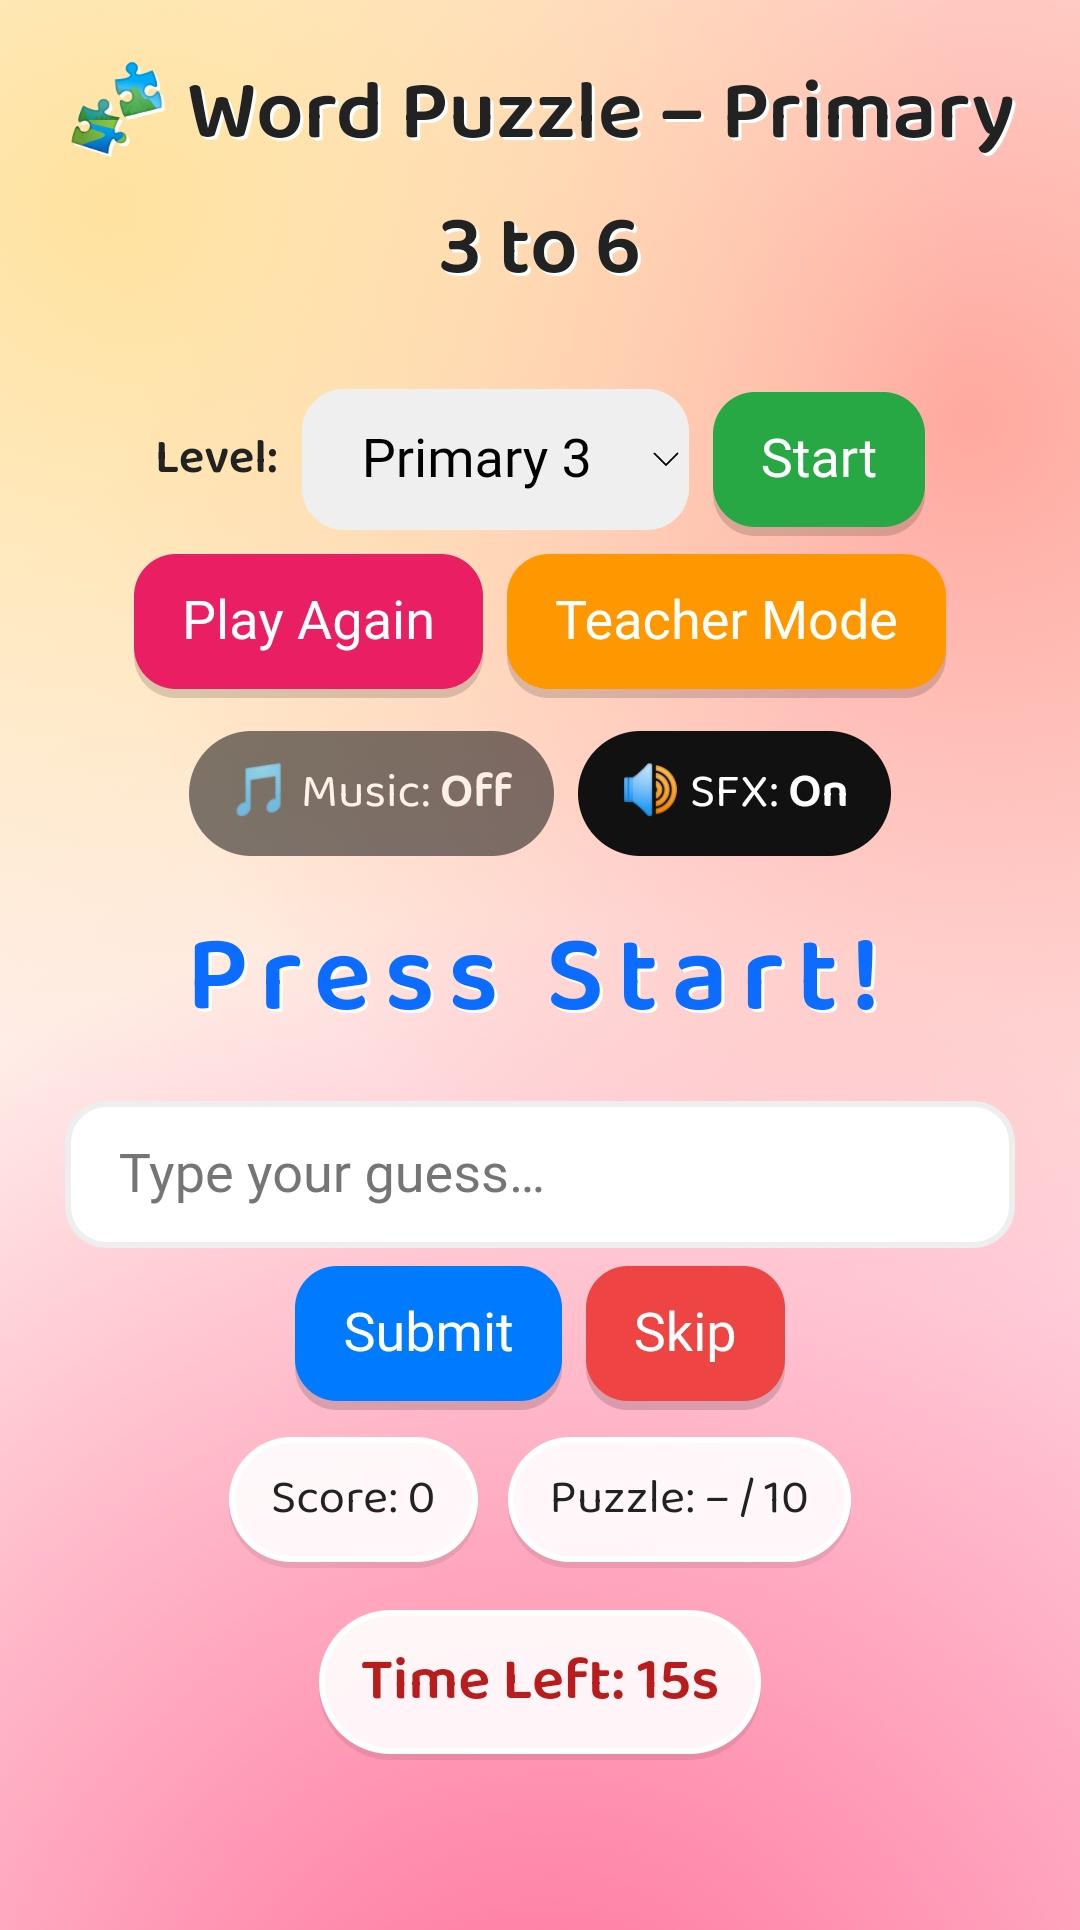 🧩 Word Puzzle – Primary
3 to 6
Level: Primary 3 Start
Play Again Teacher Mode
🎵 Music: Off 🔊 SFX: On
Press Start!
Type your guess…
Submit Skip
Score: 0 Puzzle: – / 10
Time Left: 15s